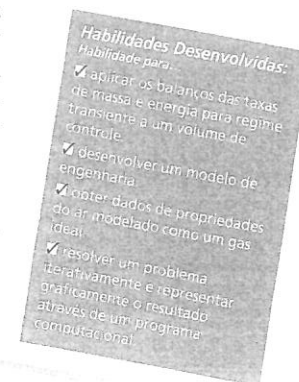 Habilidades Desenvolvidas:
Habilidade para:
✓ aplicar os balanços das taxas
de massa e energia para regime
transiente a um volume de
controle.
✓ desenvolver um modelo de
engenharia.
✓ obter dados de propriedades
do ar modelado como um gás
ideal.
✓ resolver um problema
iterativamente e representar
graficamente o resultado
através de um programa
computacional.